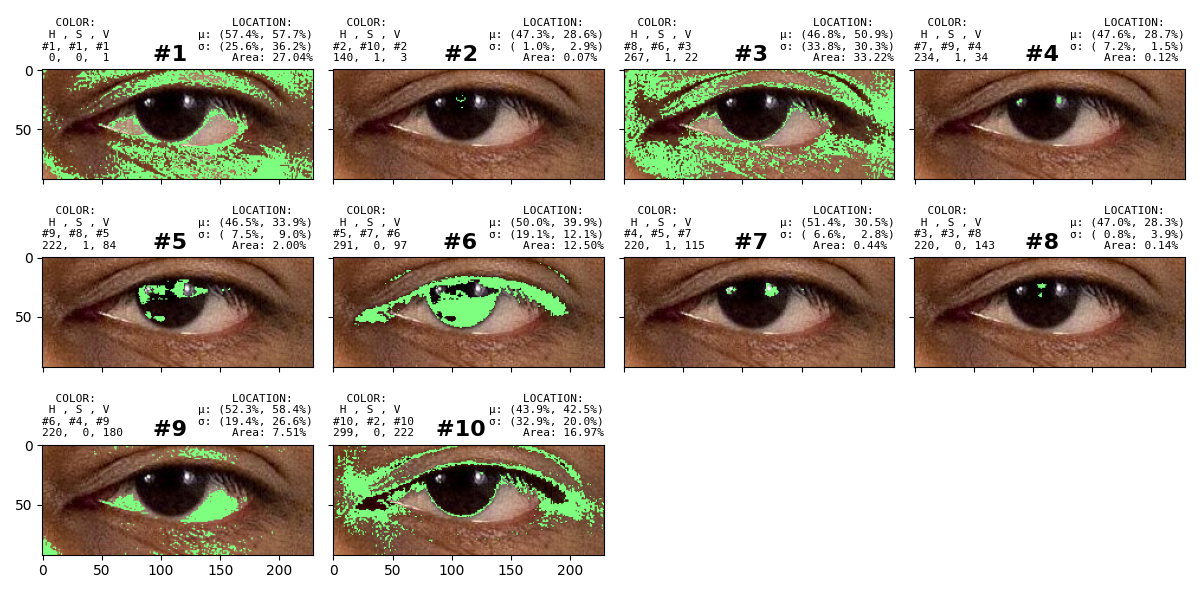 COLOR: LOCATION:
H , S , V μ: (57.4%, 57.7%)
#1, #1, #1 #1 σ: (25.6%, 36.2%)
0, 0, 1 Area: 27.04%
COLOR: LOCATION:
H , S , V μ: (47.3%, 28.6%)
#2, #10, #2 #2 σ: ( 1.0%, 2.9%)
140, 1, 3 Area: 0.07%
COLOR: LOCATION:
H , S , V μ: (46.8%, 50.9%)
#8, #6, #3 #3 σ: (33.8%, 30.3%)
267, 1, 22 Area: 33.22%
COLOR: LOCATION:
H , S , V μ: (47.6%, 28.7%)
#7, #9, #4 #4 σ: ( 7.2%, 1.5%)
234, 1, 34 Area: 0.12%
0
50
COLOR: LOCATION:
H , S , V μ: (46.5%, 33.9%)
#9, #8, #5 #5 σ: ( 7.5%, 9.0%)
222, 1, 84 Area: 2.00%
COLOR: LOCATION:
H , S , V μ: (50.0%, 39.9%)
#5, #7, #6 #6 σ: (19.1%, 12.1%)
291, 0, 97 Area: 12.50%
COLOR: LOCATION:
H , S , V μ: (51.4%, 30.5%)
#4, #5, #7 #7 σ: ( 6.6%, 2.8%)
220, 1, 115 Area: 0.44%
COLOR: LOCATION:
H , S , V μ: (47.0%, 28.3%)
#3, #3, #8 #8 σ: ( 0.8%, 3.9%)
220, 0, 143 Area: 0.14%
0
50
COLOR: LOCATION:
H , S , V μ: (52.3%, 58.4%)
#6, #4, #9 #9 σ: (19.4%, 26.6%)
220, 0, 180 Area: 7.51%
COLOR: LOCATION:
H , S , V μ: (43.9%, 42.5%)
#10, #2, #10 #10 σ: (32.9%, 20.0%)
299, 0, 222 Area: 16.97%
0
50
0 50 100 150 200
0 50 100 150 200